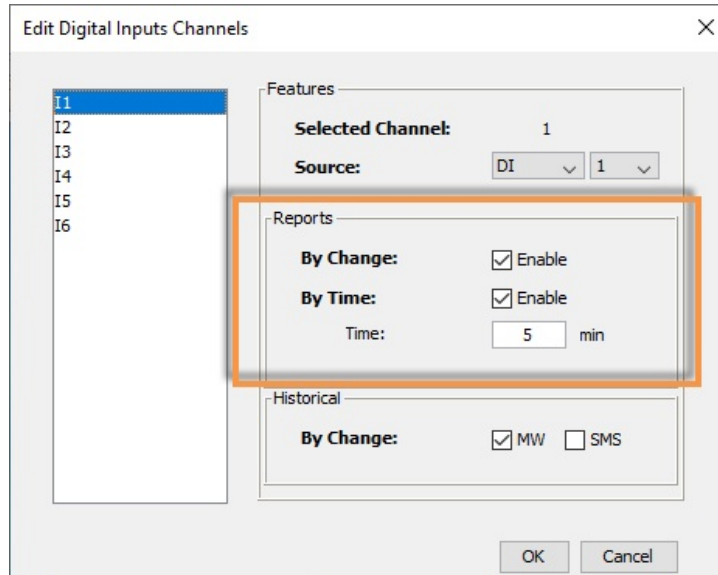 Edit Digital Inputs Channels
I1
I2
I3
I4
I5
I6
Features
Selected Channel: 1
Source: DI 1
Reports
By Change: Enable
By Time: Enable
Time: 5 min
Historical
By Change: MW SMS
OK Cancel